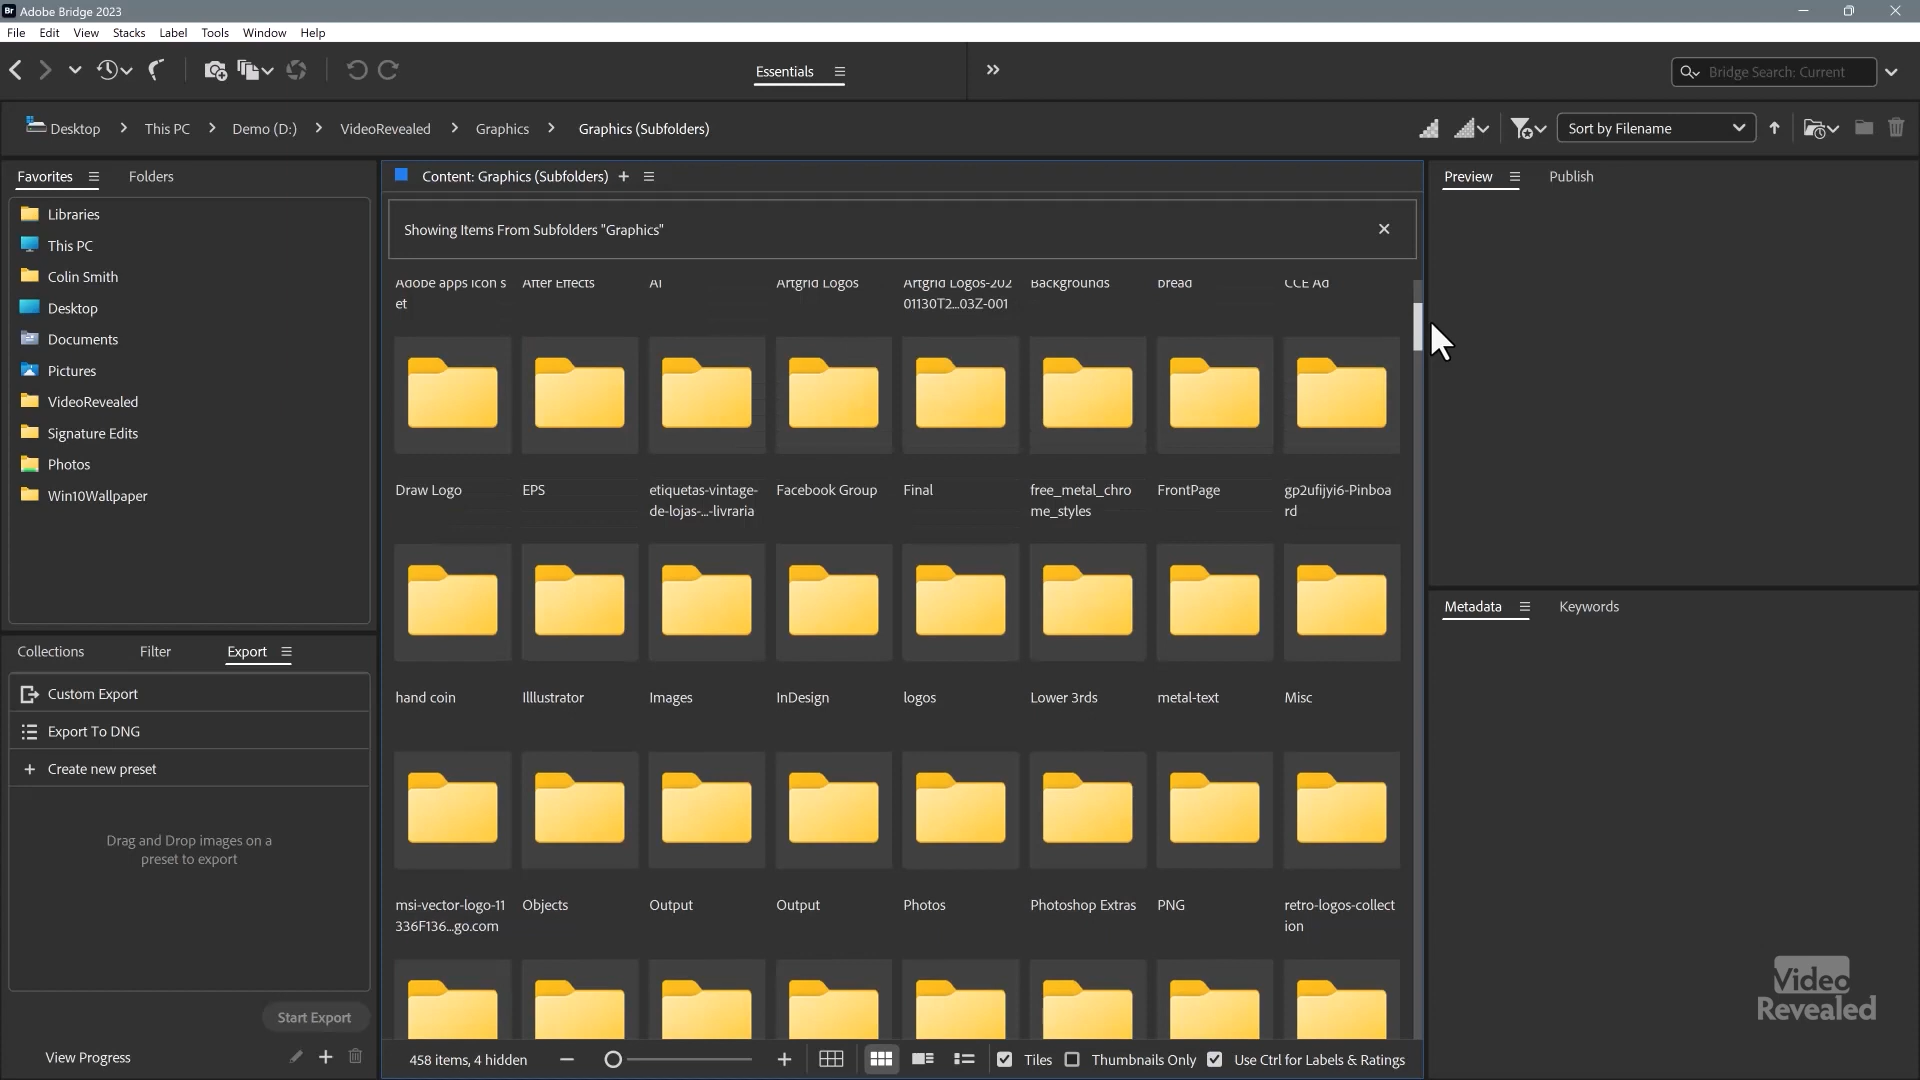 Br Adobe Bridge 2023
File Edit View Stacks Label Tools Window Help
Essentials
Bridge Search: Current
Desktop This PC Demo (D:) VideoRevealed Graphics Graphics (Subfolders)
Sort by Filename
Favorites Folders
Libraries
This PC
Colin Smith
Desktop
Documents
Pictures
VideoRevealed
Signature Edits
Photos
Win10Wallpaper
Collections Filter Export
Custom Export
Export To DNG
Create new preset
Drag and Drop images on a
preset to export
Start Export
View Progress
Content: Graphics (Subfolders)
Showing Items From Subfolders "Graphics"
Adobe apps icon s After Effects AI Artgrid Logos Artgrid Logos-202 Backgrounds bread CCE Ad
et 01130T2...03Z-001
Draw Logo EPS etiquetas-vintage- Facebook Group Final free_metal_chro FrontPage gp2ufijyi6-Pinboa
de-lojas-...-livraria me_styles rd
hand coin Illlustrator Images InDesign logos Lower 3rds metal-text Misc
msi-vector-logo-11 Objects Output Output Photos Photoshop Extras PNG retro-logos-collect
336F136...go.com ion
458 items, 4 hidden Tiles Thumbnails Only Use Ctrl for Labels & Ratings
Preview Publish
Metadata Keywords
Video
Revealed